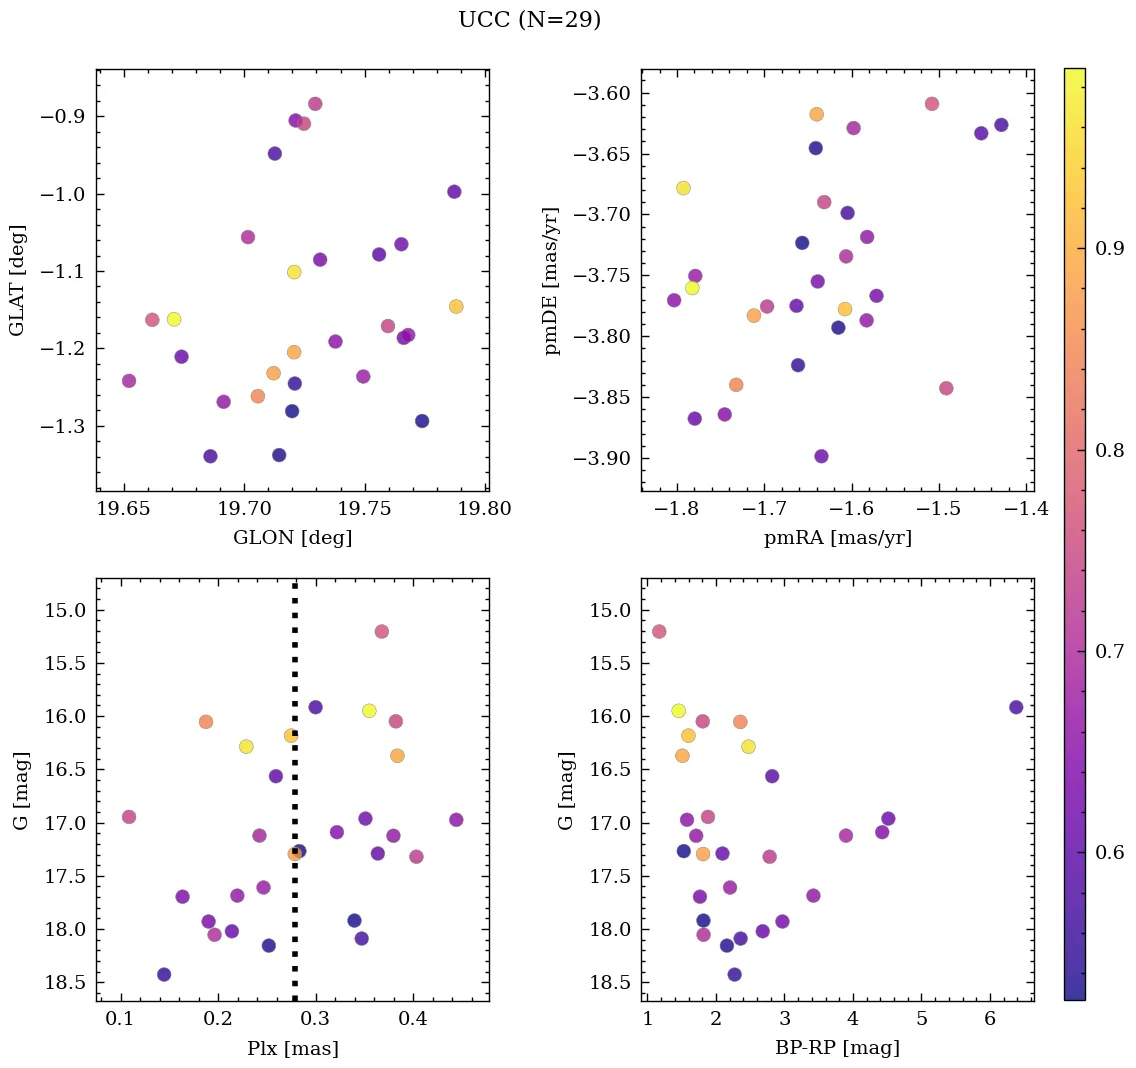 UCC (N=29)
−0.9
−1.0
−1.1
−1.2
−1.3
GLAT [deg]
19.65 19.70 19.75 19.80
GLON [deg]
−3.60
−3.65
−3.70
−3.75
−3.80
−3.85
−3.90
pmDE [mas/yr]
−1.8 −1.7 −1.6 −1.5 −1.4
pmRA [mas/yr]
15.0
15.5
16.0
16.5
17.0
17.5
18.0
18.5
G [mag]
0.1 0.2 0.3 0.4
Plx [mas]
15.0
15.5
16.0
16.5
17.0
17.5
18.0
18.5
G [mag]
1 2 3 4 5 6
BP-RP [mag]
0.9
0.8
0.7
0.6